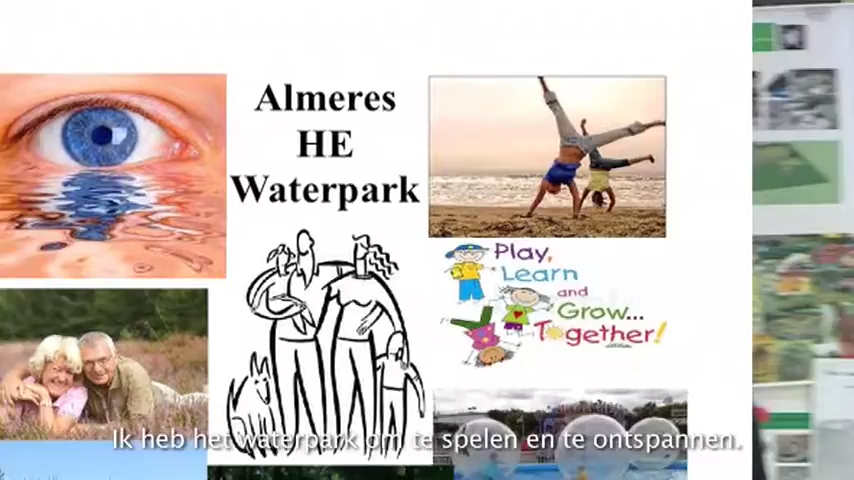 Almeres
HE
Waterpark
Play,
Learn
and
Grow...
Together!
Ik heb het waterpark om te spelen en te ontspannen.